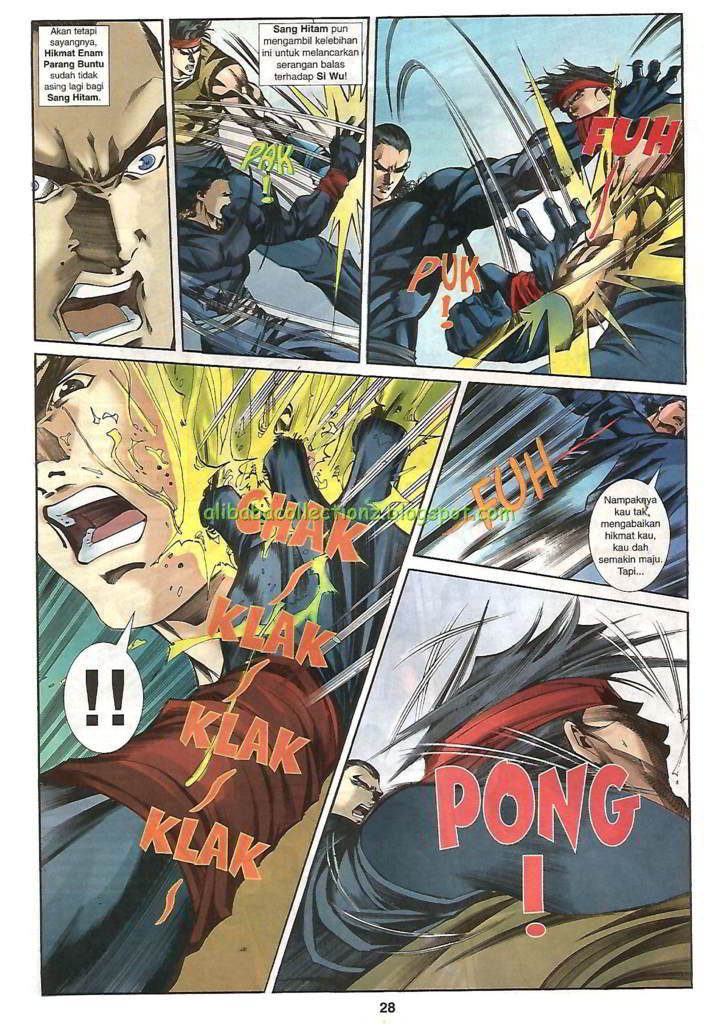 Akan tetapi
sayangnya,
Hikmat Enam
Parang Buntu
sudah tidak
asing lagi bagi
Sang Hitam.
Sang Hitam pun
mengambil kelebihan
ini untuk melancarkan
serangan balas
terhadap Si Wu!
PAK
!
FUH
PUK
!
CHAK
KLAK
KLAK
KLAK
!!
FUH
Nampaknya
kau tak
mengabaikan
hikmat kau,
kau dah
semakin maju.
Tapi...
PONG
!
alibabacollectionz.blogspot.com
28